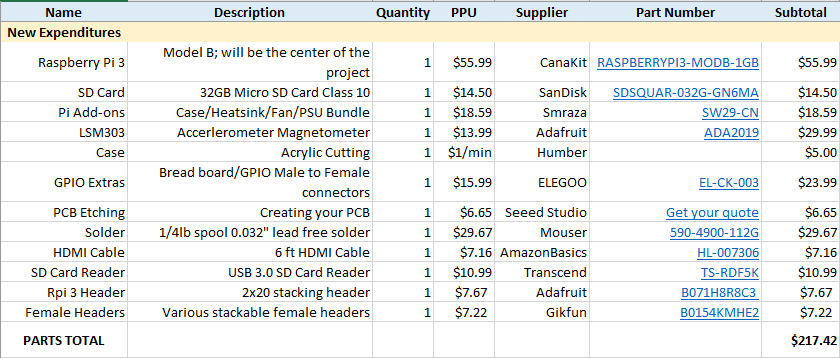 Name Description Quantity PPU Supplier Part Number Subtotal
New Expenditures
Raspberry Pi 3 Model B; will be the center of the project 1 $55.99 CanaKit RASPBERRYPI3-MODB-1GB $55.99
SD Card 32GB Micro SD Card Class 10 1 $14.50 SanDisk SDSQUAR-032G-GN6MA $14.50
Pi Add-ons Case/Heatsink/Fan/PSU Bundle 1 $18.59 Smraza SW29-CN $18.59
LSM303 Accerlerometer Magnetometer 1 $13.99 Adafruit ADA2019 $29.99
Case Acrylic Cutting 1 $1/min Humber $5.00
GPIO Extras Bread board/GPIO Male to Female connectors 1 $15.99 ELEGOO EL-CK-003 $23.99
PCB Etching Creating your PCB 1 $6.65 Seeed Studio Get your quote $6.65
Solder 1/4lb spool 0.032" lead free solder 1 $29.67 Mouser 590-4900-112G $29.67
HDMI Cable 6 ft HDMI Cable 1 $7.16 AmazonBasics HL-007306 $7.16
SD Card Reader USB 3.0 SD Card Reader 1 $10.99 Transcend TS-RDF5K $10.99
Rpi 3 Header 2x20 stacking header 1 $7.67 Adafruit B071H8R8C3 $7.67
Female Headers Various stackable female headers 1 $7.22 Gikfun B0154KMHE2 $7.22
PARTS TOTAL $217.42